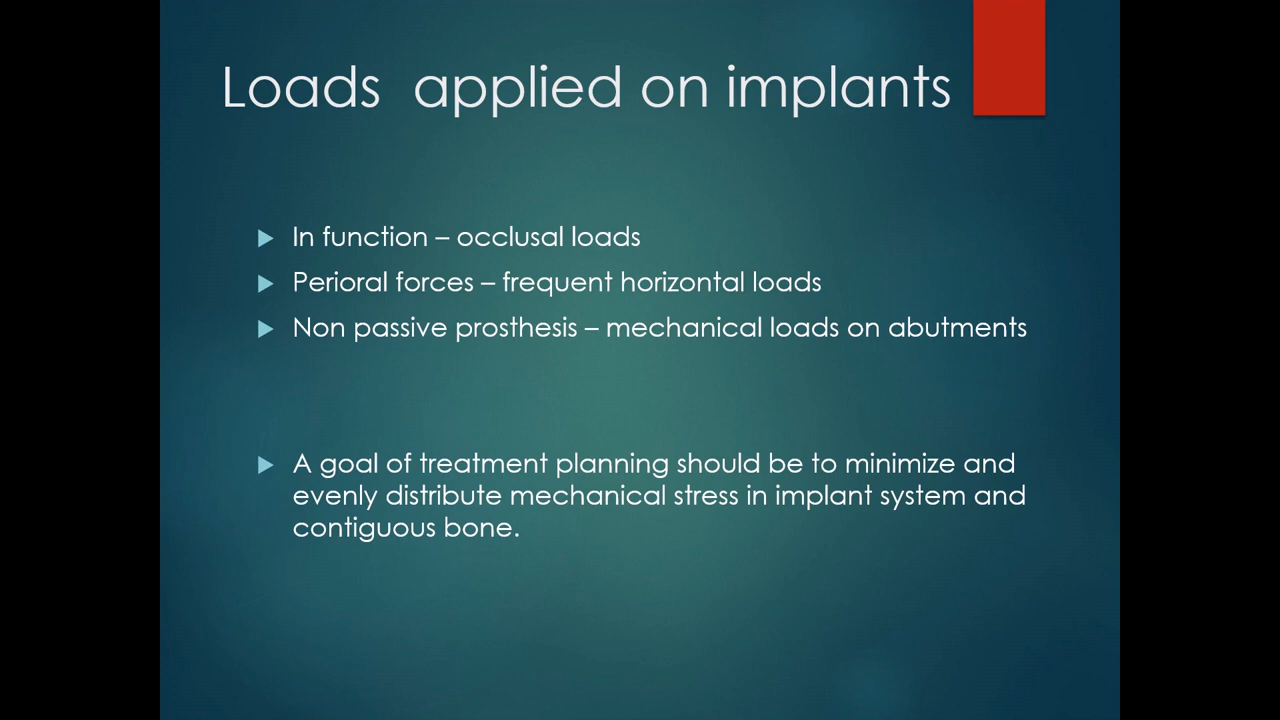 Loads  applied on implants
In function – occlusal loads
Perioral forces – frequent horizontal loads
Non passive prosthesis – mechanical loads on abutments
A goal of treatment planning should be to minimize and
evenly distribute mechanical stress in implant system and
contiguous bone.